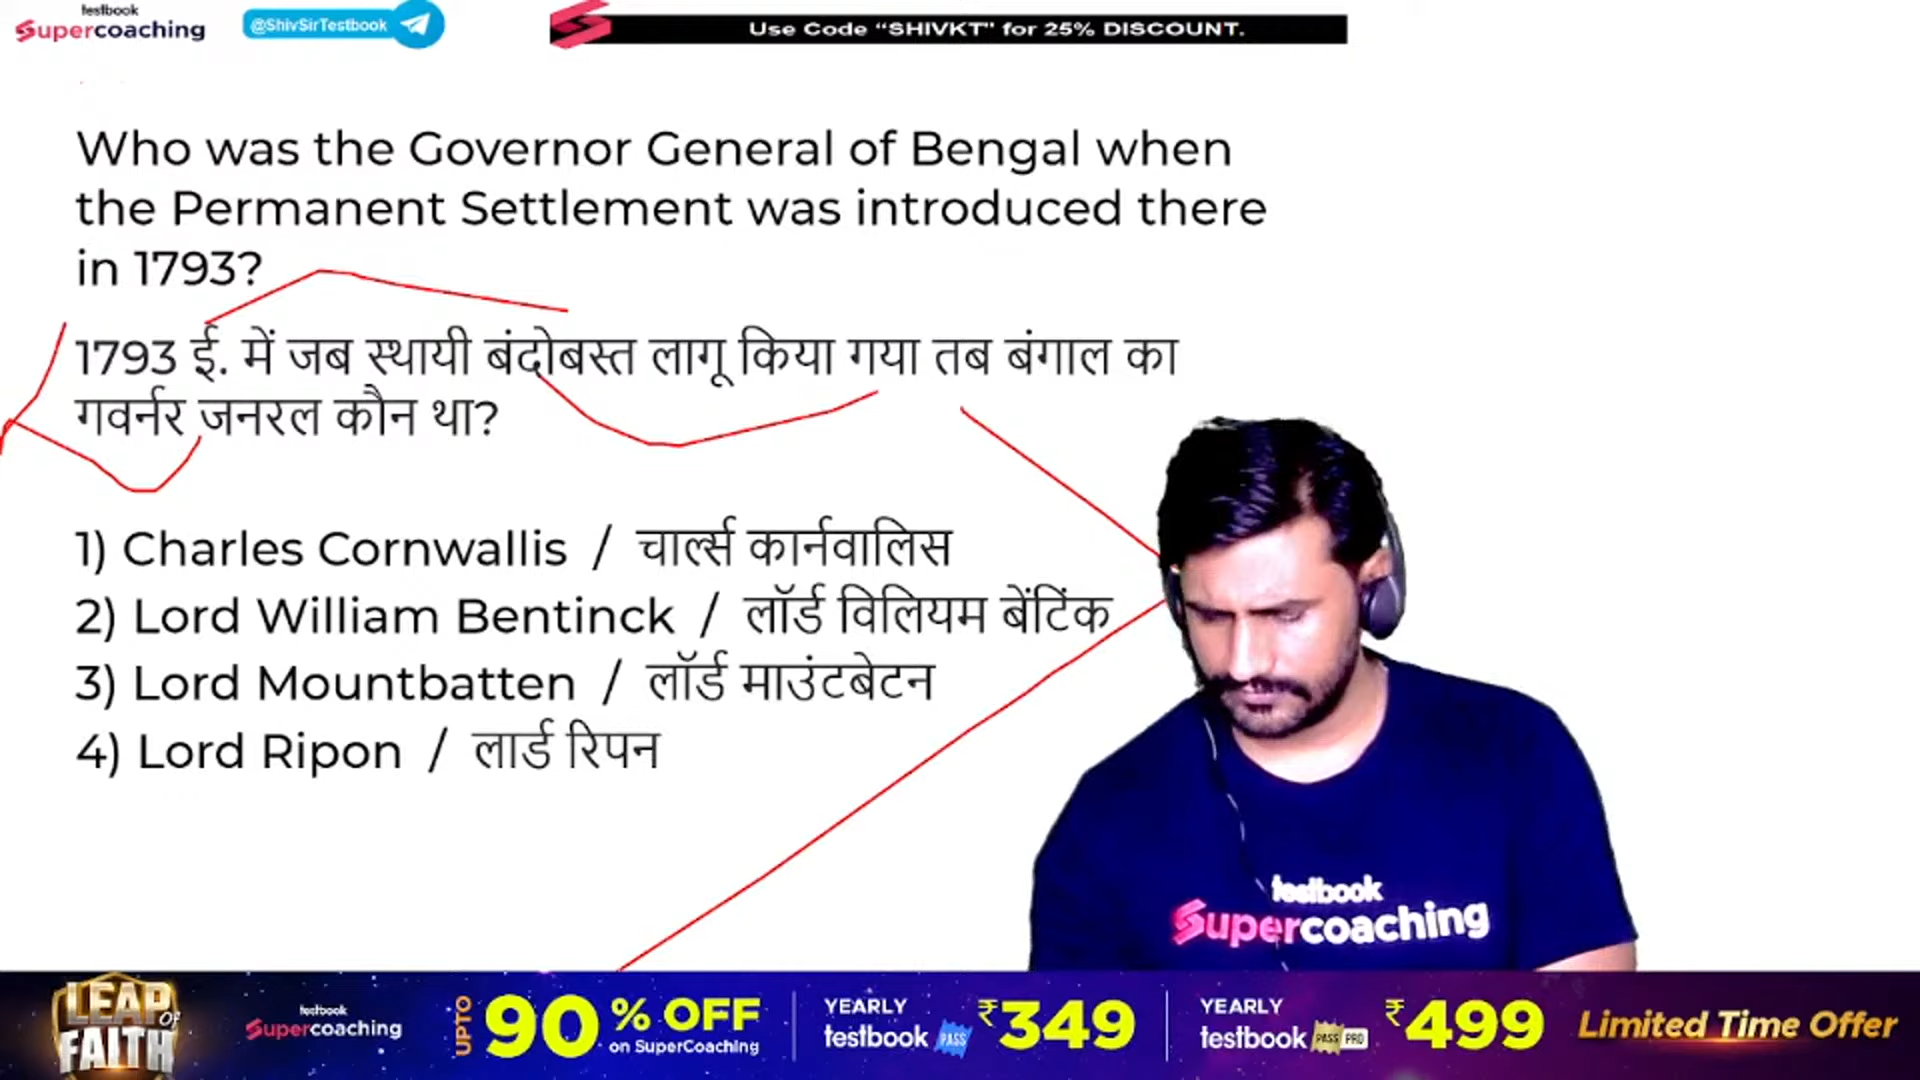 testbook
Supercoaching
@ShivSirTestbook
Use Code “SHIVKT" for 25% DISCOUNT.
Who was the Governor General of Bengal when
the Permanent Settlement was introduced there
in 1793?
1793 ई. में जब स्थायी बंदोबस्त लागू किया गया तब बंगाल का
गवर्नर जनरल कौन था?
1) Charles Cornwallis / चार्ल्स कार्नवालिस
2) Lord William Bentinck / लॉर्ड विलियम बेंटिंक
3) Lord Mountbatten / लॉर्ड माउंटबेटन
4) Lord Ripon / लार्ड रिपन
testbook
Supercoaching
LEAP OF
FAITH
testbook
Supercoaching
UPTO 90% OFF
on SuperCoaching
YEARLY
testbook PASS ₹349
YEARLY
testbook PASS PRO ₹499
Limited Time Offer